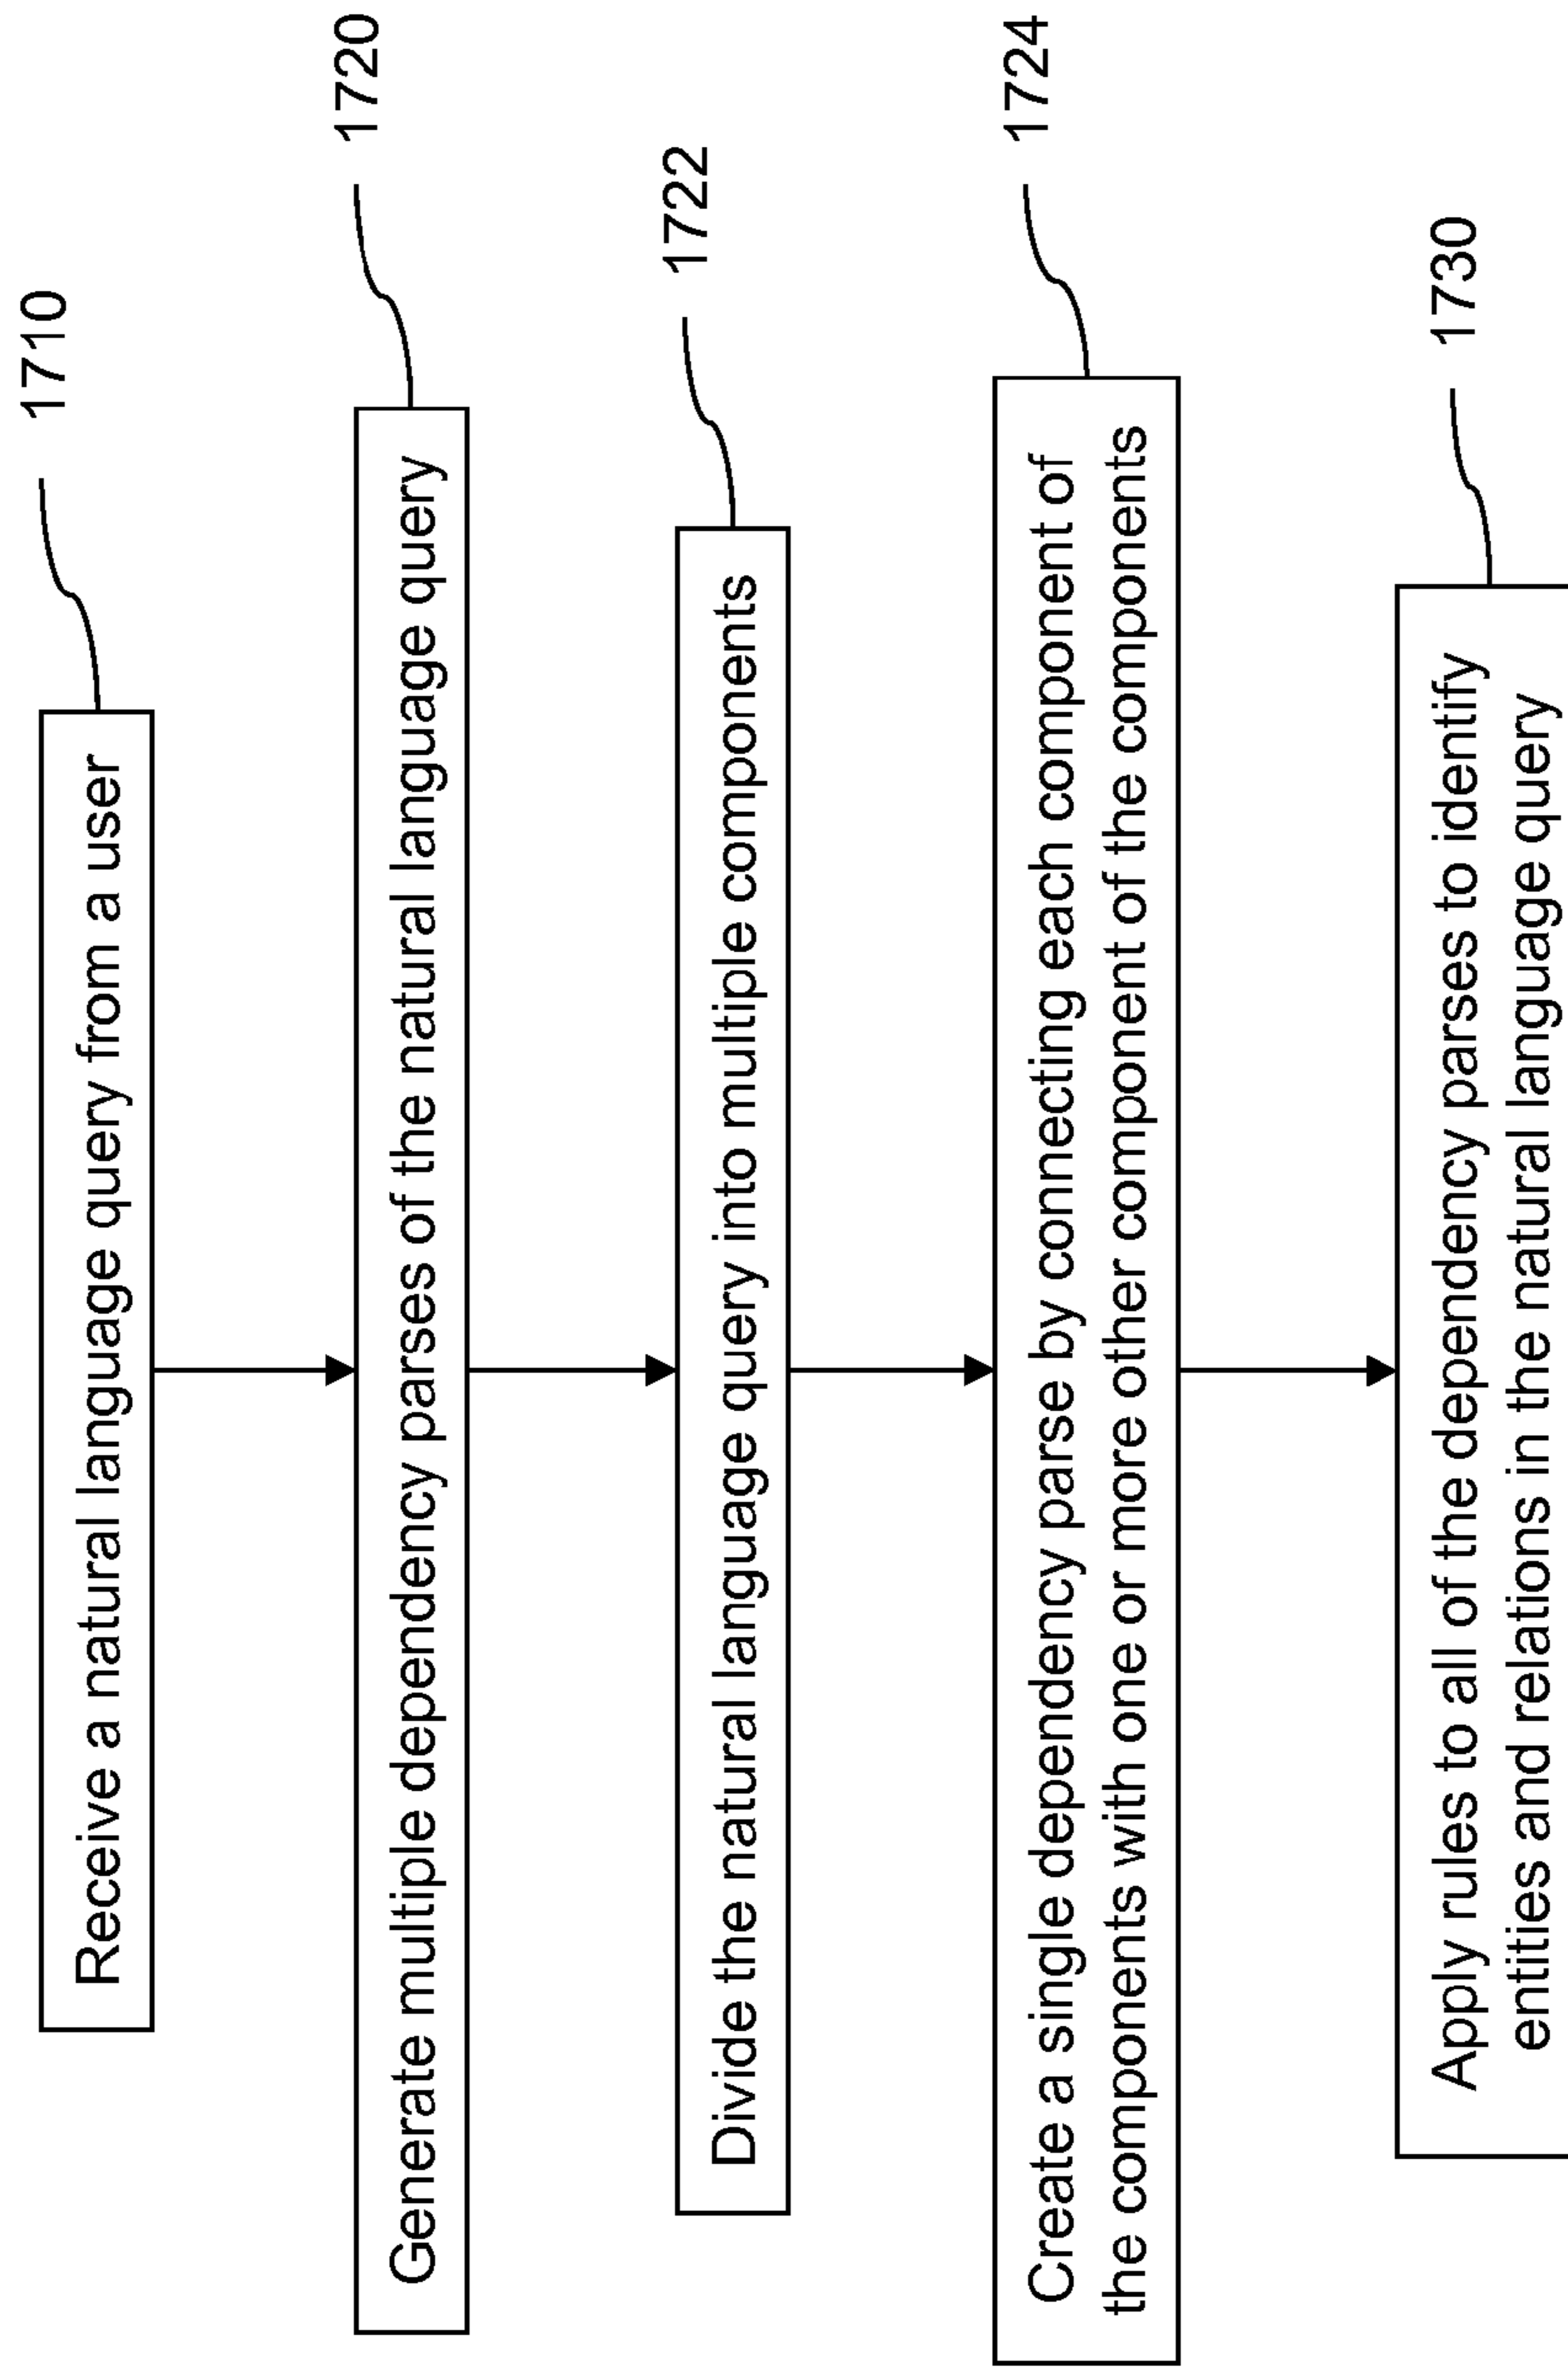 1710
Receive a natural language query from a user
1720
Generate multiple dependency parses of the natural language query
1722
Divide the natural language query into multiple components
1724
Create a single dependency parse by connecting each component of
the components with one or more other component of the components
1730
Apply rules to all of the dependency parses to identify
entities and relations in the natural language query